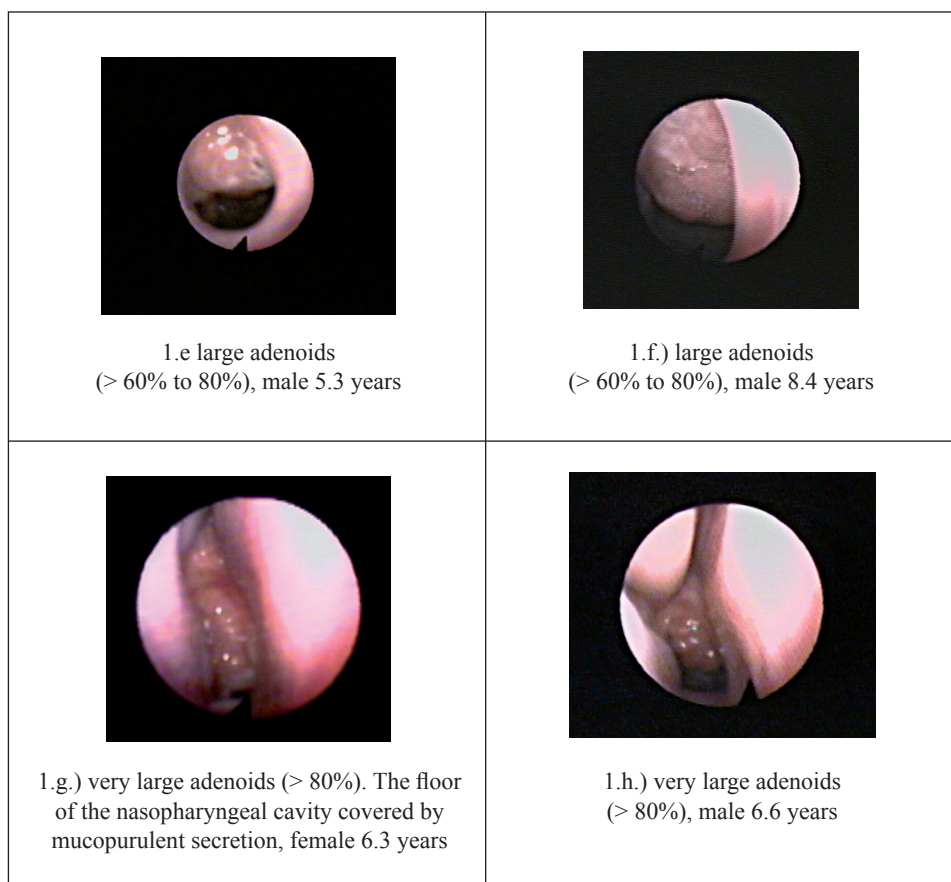 1.e large adenoids
(> 60% to 80%), male 5.3 years
1.f.) large adenoids
(> 60% to 80%), male 8.4 years
1.g.) very large adenoids (> 80%). The floor
of the nasopharyngeal cavity covered by
mucopurulent secretion, female 6.3 years
1.h.) very large adenoids
(> 80%), male 6.6 years